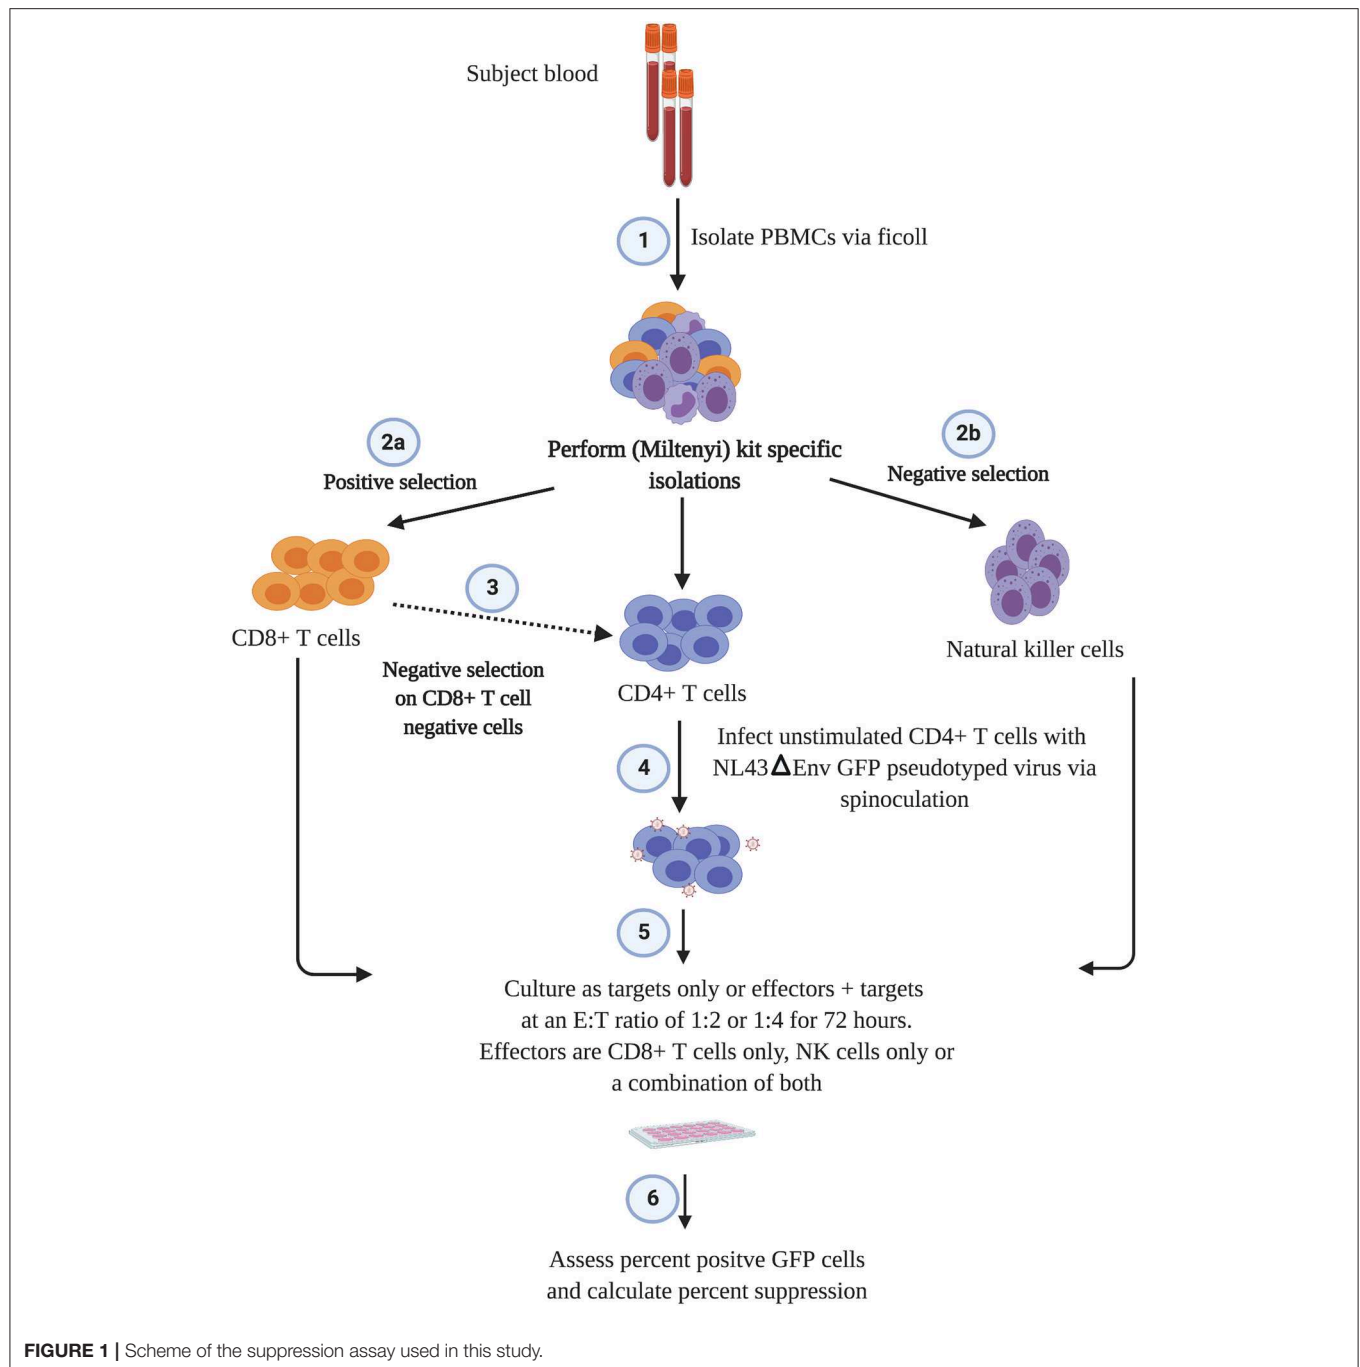 Subject blood
1
Isolate PBMCs via ficoll
2a
Positive selection
Perform (Miltenyi) kit specific
isolations
2b
Negative selection
3
CD8+ T cells
Negative selection
on CD8+ T cell
negative cells
CD4+ T cells
Natural killer cells
4
Infect unstimulated CD4+ T cells with
NL43ΔEnv GFP pseudotyped virus via
spinoculation
5
Culture as targets only or effectors + targets
at an E:T ratio of 1:2 or 1:4 for 72 hours.
Effectors are CD8+ T cells only, NK cells only or
a combination of both
6
Assess percent positve GFP cells
and calculate percent suppression
FIGURE 1 | Scheme of the suppression assay used in this study.